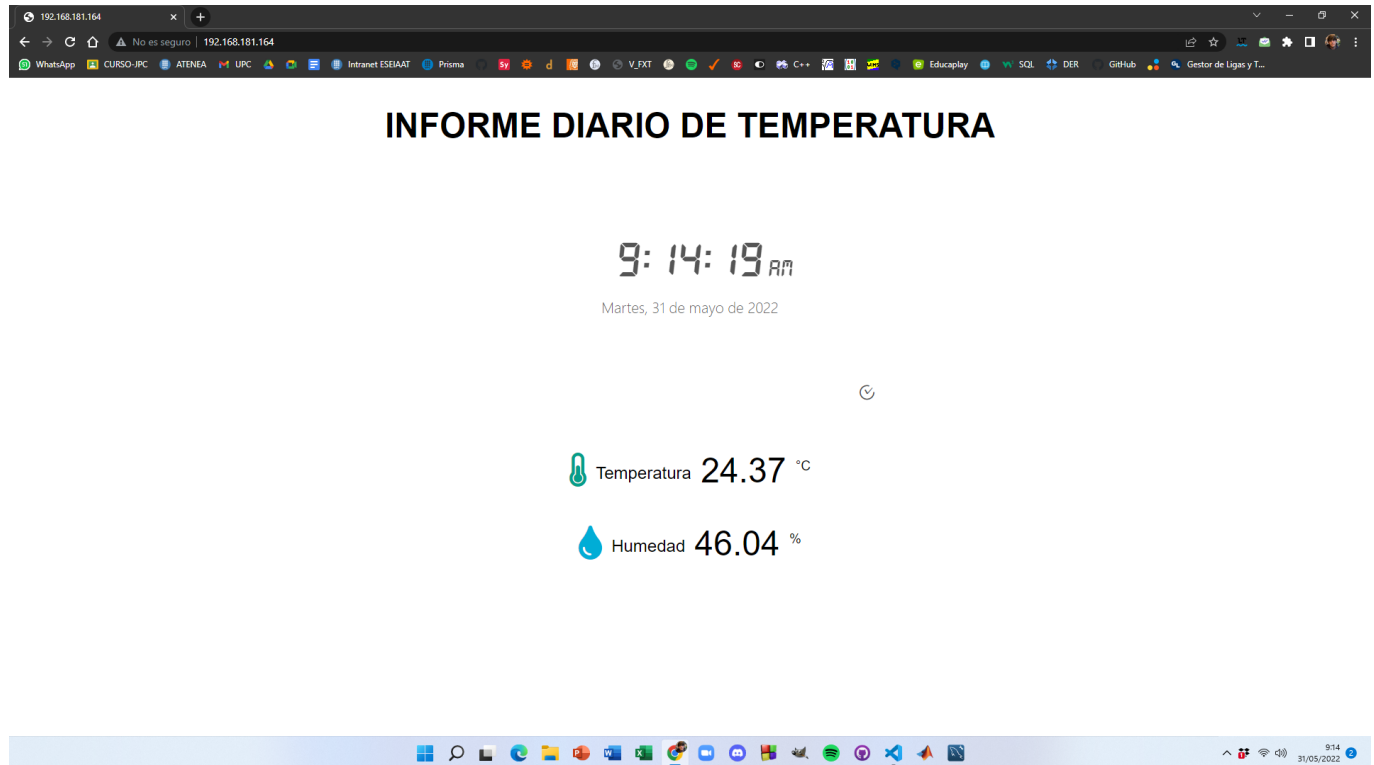 192.168.181.164
No es seguro | 192.168.181.164
WhatsApp CURSO-JPC ATENEA UPC Intranet ESEIAAT Prisma Sy d V_FXT C++ Educaplay SQL DER GitHub Gestor de Ligas y T...
INFORME DIARIO DE TEMPERATURA
9:14:19 AM
Martes, 31 de mayo de 2022
Temperatura 24.37 °C
Humedad 46.04 %
9:14
31/05/2022
2